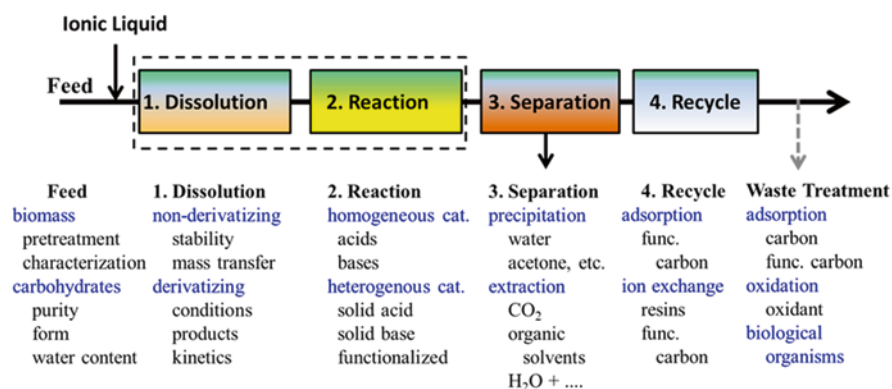 Ionic Liquid
Feed
1. Dissolution
2. Reaction
3. Separation
4. Recycle
Feed
biomass
pretreatment
characterization
carbohydrates
purity
form
water content
1. Dissolution
non-derivatizing
stability
mass transfer
derivatizing
conditions
products
kinetics
2. Reaction
homogeneous cat.
acids
bases
heterogenous cat.
solid acid
solid base
functionalized
3. Separation
precipitation
water
acetone, etc.
extraction
CO₂
organic
solvents
H₂O + ....
4. Recycle
adsorption
func.
carbon
ion exchange
resins
func.
carbon
Waste Treatment
adsorption
carbon
func. carbon
oxidation
oxidant
biological
organisms